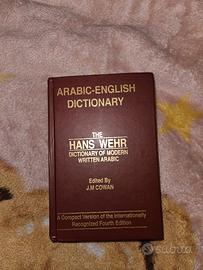 ARABIC-ENGLISH
DICTIONARY
THE
HANS WEHR
DICTIONARY OF MODERN
WRITTEN ARABIC
Edited By
J.M COWAN
A Compact Version of the Internationally
Recognized Fourth Edition
subito